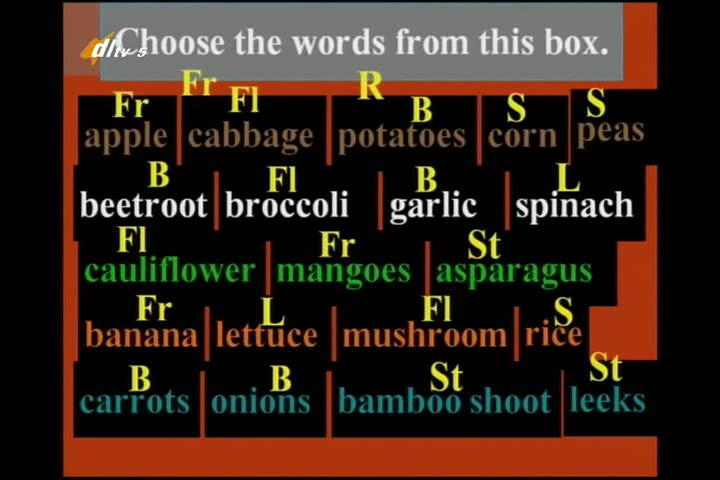 dltv 5
Choose the words from this box.
Fr Fr Fl R B S S
apple cabbage potatoes corn peas
B Fl B L
beetroot broccoli garlic spinach
Fl Fr St
cauliflower mangoes asparagus
Fr L Fl S
banana lettuce mushroom rice
B B St St
carrots onions bamboo shoot leeks